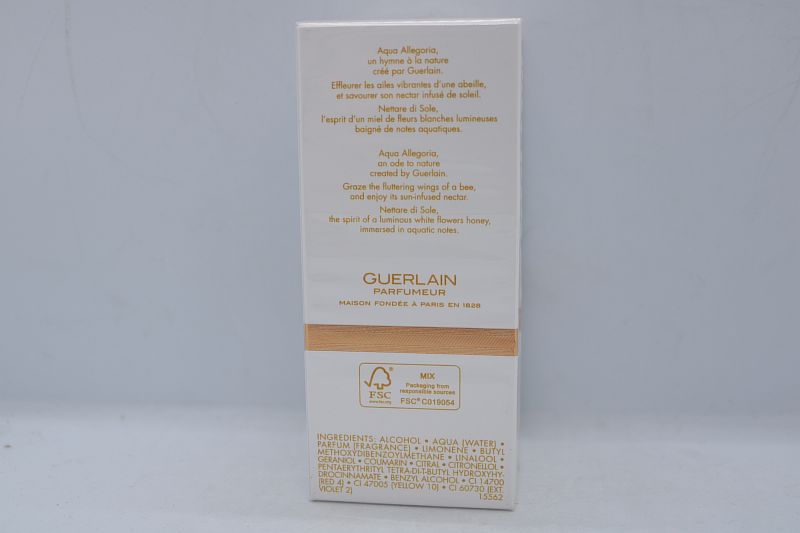 Aqua Allegoria,
un hymne à la nature
créé par Guerlain.
Effleurer les ailes vibrantes d'une abeille,
et savourer son nectar infusé de soleil.
Nettare di Sole,
l'esprit d'un miel de fleurs blanches lumineuses
baigné de notes aquatiques.
Aqua Allegoria,
an ode to nature
created by Guerlain.
Graze the fluttering wings of a bee,
and enjoy its sun-infused nectar.
Nettare di Sole,
the spirit of a luminous white flowers honey,
immersed in aquatic notes.
GUERLAIN
PARFUMEUR
MAISON FONDÉE À PARIS EN 1828
FSC
www.fsc.org
MIX
Packaging from
responsible sources
FSC® C019054
INGREDIENTS: ALCOHOL • AQUA (WATER) •
PARFUM (FRAGRANCE) • LIMONENE • BUTYL
METHOXYDIBENZOYLMETHANE • LINALOOL •
GERANIOL • COUMARIN • CITRAL • CITRONELLOL •
PENTAERYTHRITYL TETRA-DI-T-BUTYL HYDROXYHY-
DROCINNAMATE • BENZYL ALCOHOL • CI 14700
(RED 4) • CI 47005 (YELLOW 10) • CI 60730 (EXT.
VIOLET 2)
15562